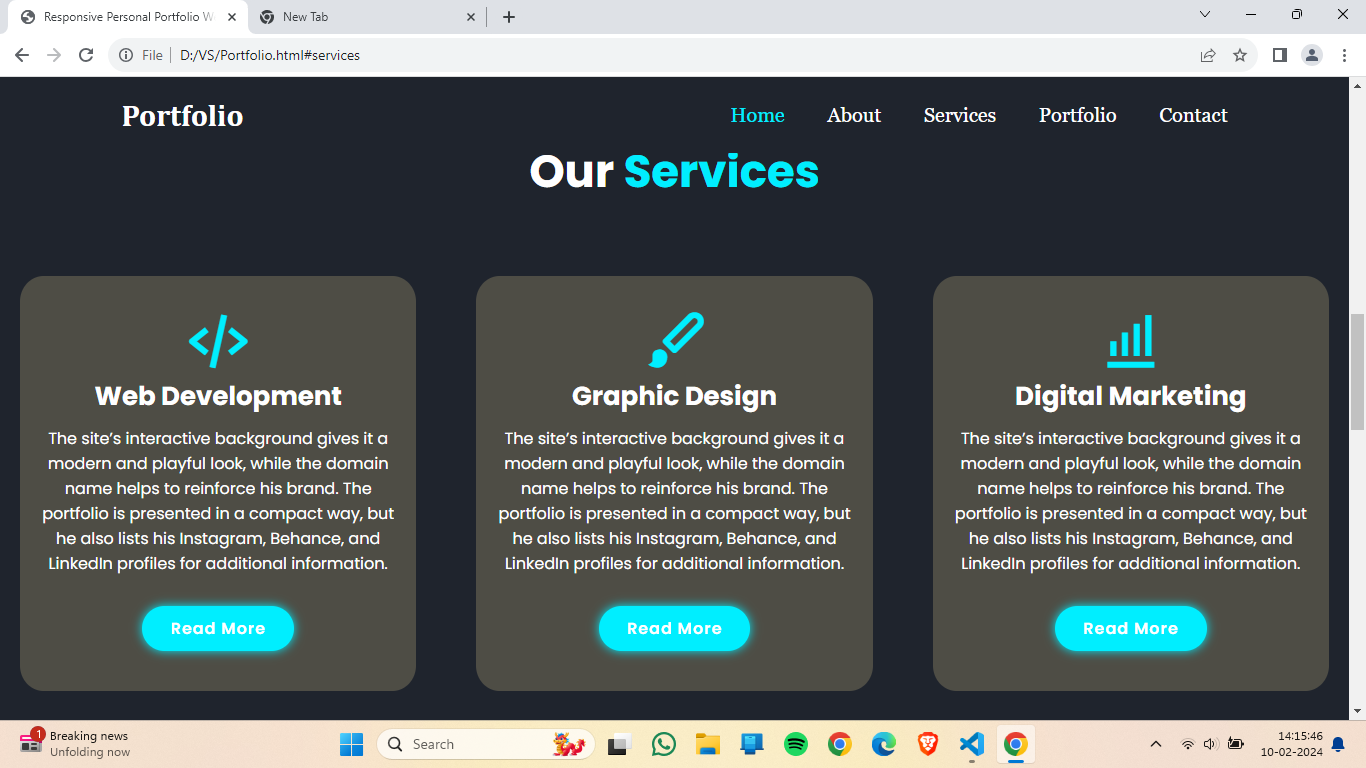 Responsive Personal Portfolio W
New Tab
File
D:/VS/Portfolio.html#services
Portfolio
Home
About
Services
Portfolio
Contact
Our Services
Web Development
The site’s interactive background gives it a
modern and playful look, while the domain
name helps to reinforce his brand. The
portfolio is presented in a compact way, but
he also lists his Instagram, Behance, and
LinkedIn profiles for additional information.
Read More
Graphic Design
The site’s interactive background gives it a
modern and playful look, while the domain
name helps to reinforce his brand. The
portfolio is presented in a compact way, but
he also lists his Instagram, Behance, and
LinkedIn profiles for additional information.
Read More
Digital Marketing
The site’s interactive background gives it a
modern and playful look, while the domain
name helps to reinforce his brand. The
portfolio is presented in a compact way, but
he also lists his Instagram, Behance, and
LinkedIn profiles for additional information.
Read More
1
Breaking news
Unfolding now
Search
14:15:46
10-02-2024